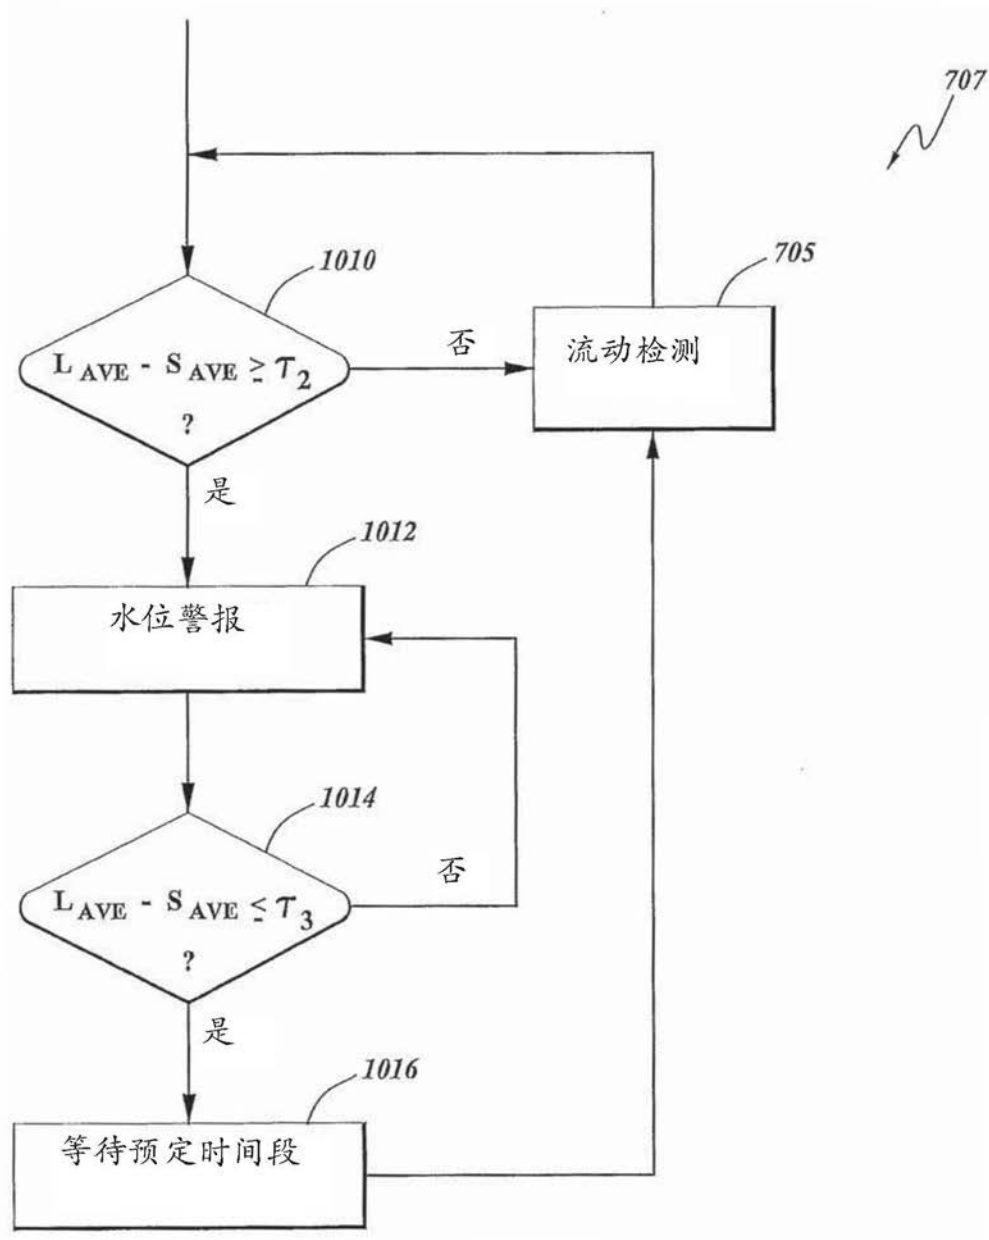 707
1010
705
L AVE - S AVE ≥ τ2
?
否
流动检测
是
1012
水位警报
1014
L AVE - S AVE ≤ τ3
?
否
是
1016
等待预定时间段